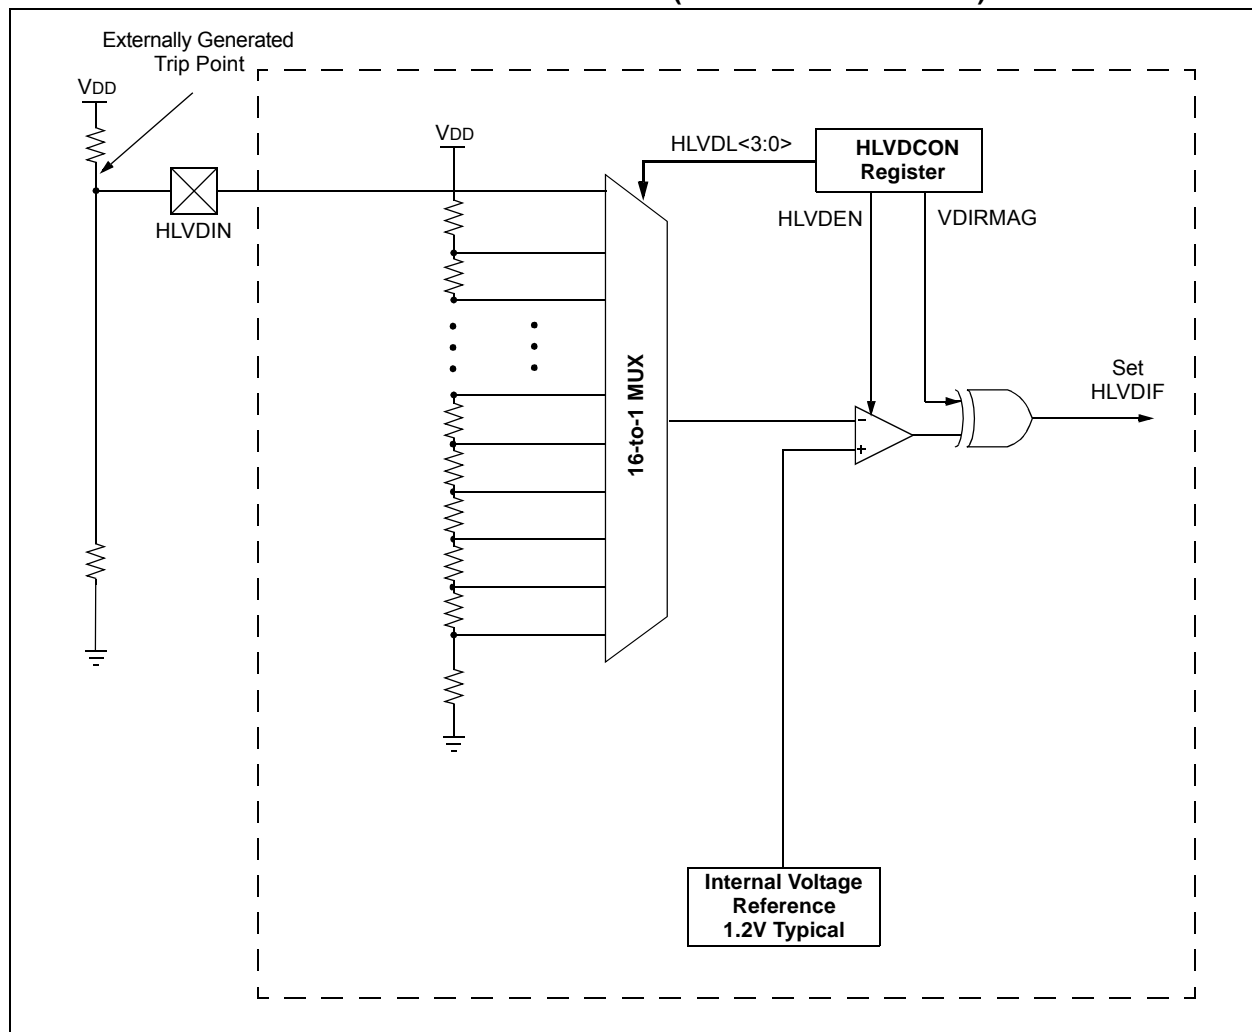 Externally Generated
Trip Point
VDD
VDD
HLVDL<3:0>
HLVDCON
Register
HLVDEN
VDIRMAG
HLVDIN
16-to-1 MUX
Set
HLVDIF
–
+
Internal Voltage
Reference
1.2V Typical